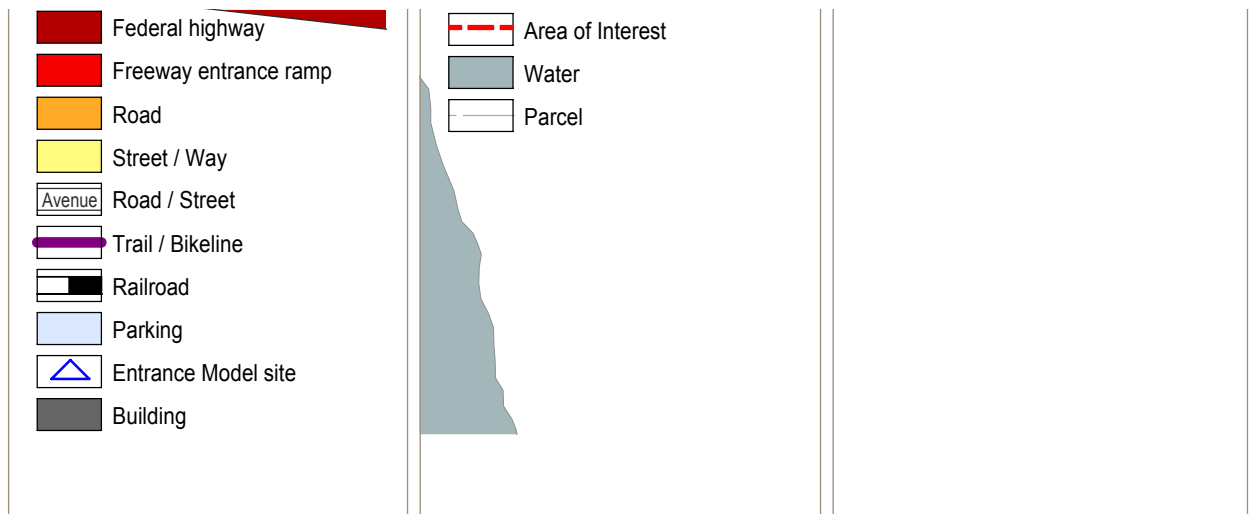 Federal highway
Freeway entrance ramp
Road
Street / Way
Avenue Road / Street
Trail / Bikeline
Railroad
Parking
Entrance Model site
Building
Area of Interest
Water
Parcel